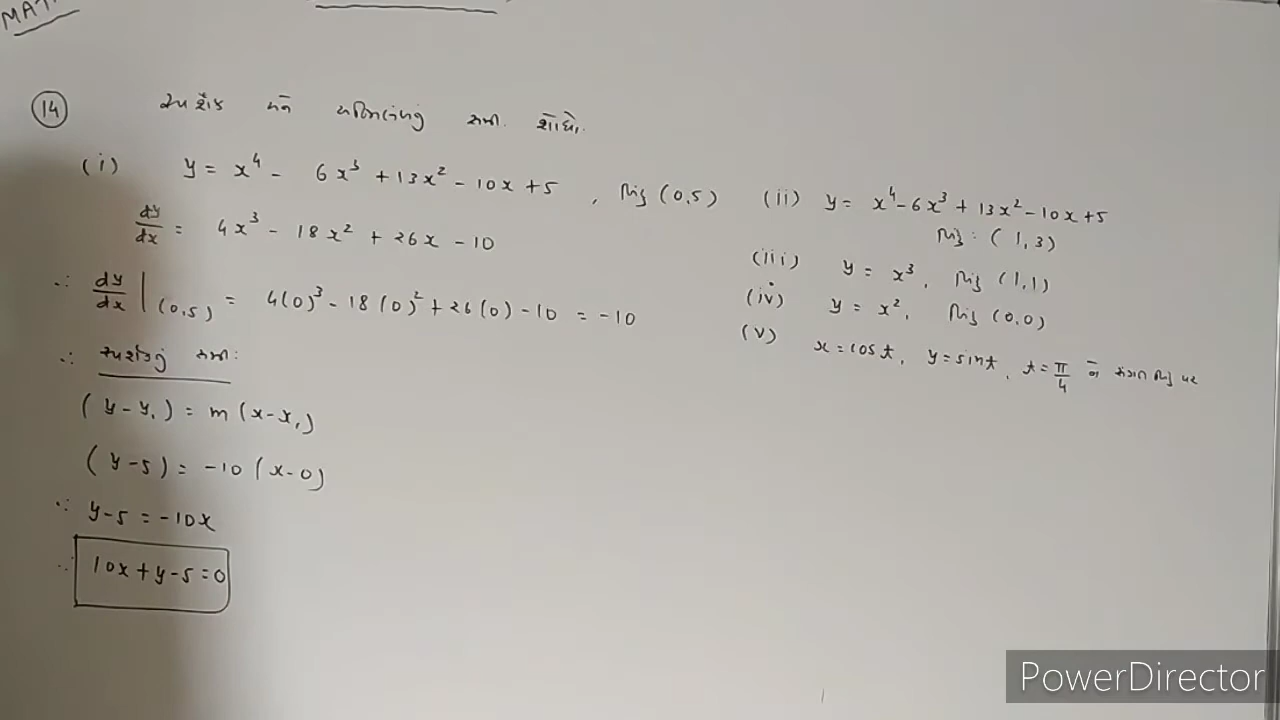 MAT
(14) સ્પર્શક અને અભિલંબનું સમી. શોધો.
(i) y = x⁴ - 6x³ + 13x² - 10x + 5 , બિંદુ (0,5)
dy/dx = 4x³ - 18x² + 26x - 10
∴ dy/dx |(0,5) = 4(0)³ - 18(0)² + 26(0) - 10 = -10
∴ સ્પર્શકનું સમી:
(y - y₁) = m(x - x₁)
(y - 5) = -10(x - 0)
∴ y - 5 = -10x
∴ 10x + y - 5 = 0
(ii) y = x⁴ - 6x³ + 13x² - 10x + 5
બિંદુ : (1,3)
(iii) y = x³, બિંદુ (1,1)
(iv) y = x², બિંદુ (0,0)
(v) x = cost, y = sint, t = π/4 ને સંગત બિંદુ પર
PowerDirector